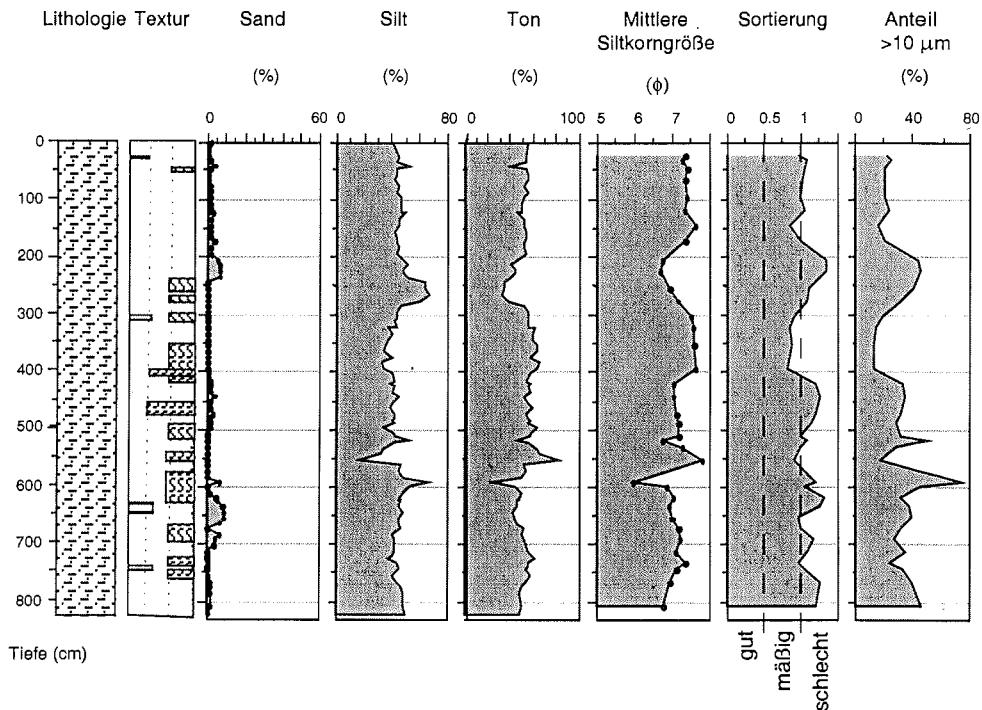 Lithologie Textur Sand Silt Ton Mittlere Siltkorngröße Sortierung Anteil >10 µm
(%) (%) (%) (ϕ) (%)
0 60 0 80 0 100 5 6 7 0 0.5 1 0 40 80
0
100
200
300
400
500
600
700
800
Tiefe (cm)
gut
mäßig
schlecht